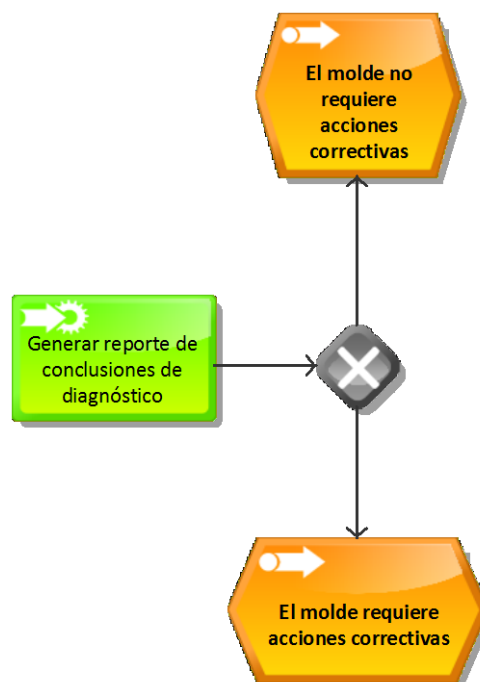 El molde no
requiere
acciones
correctivas
Generar reporte de
conclusiones de
diagnóstico
El molde requiere
acciones correctivas